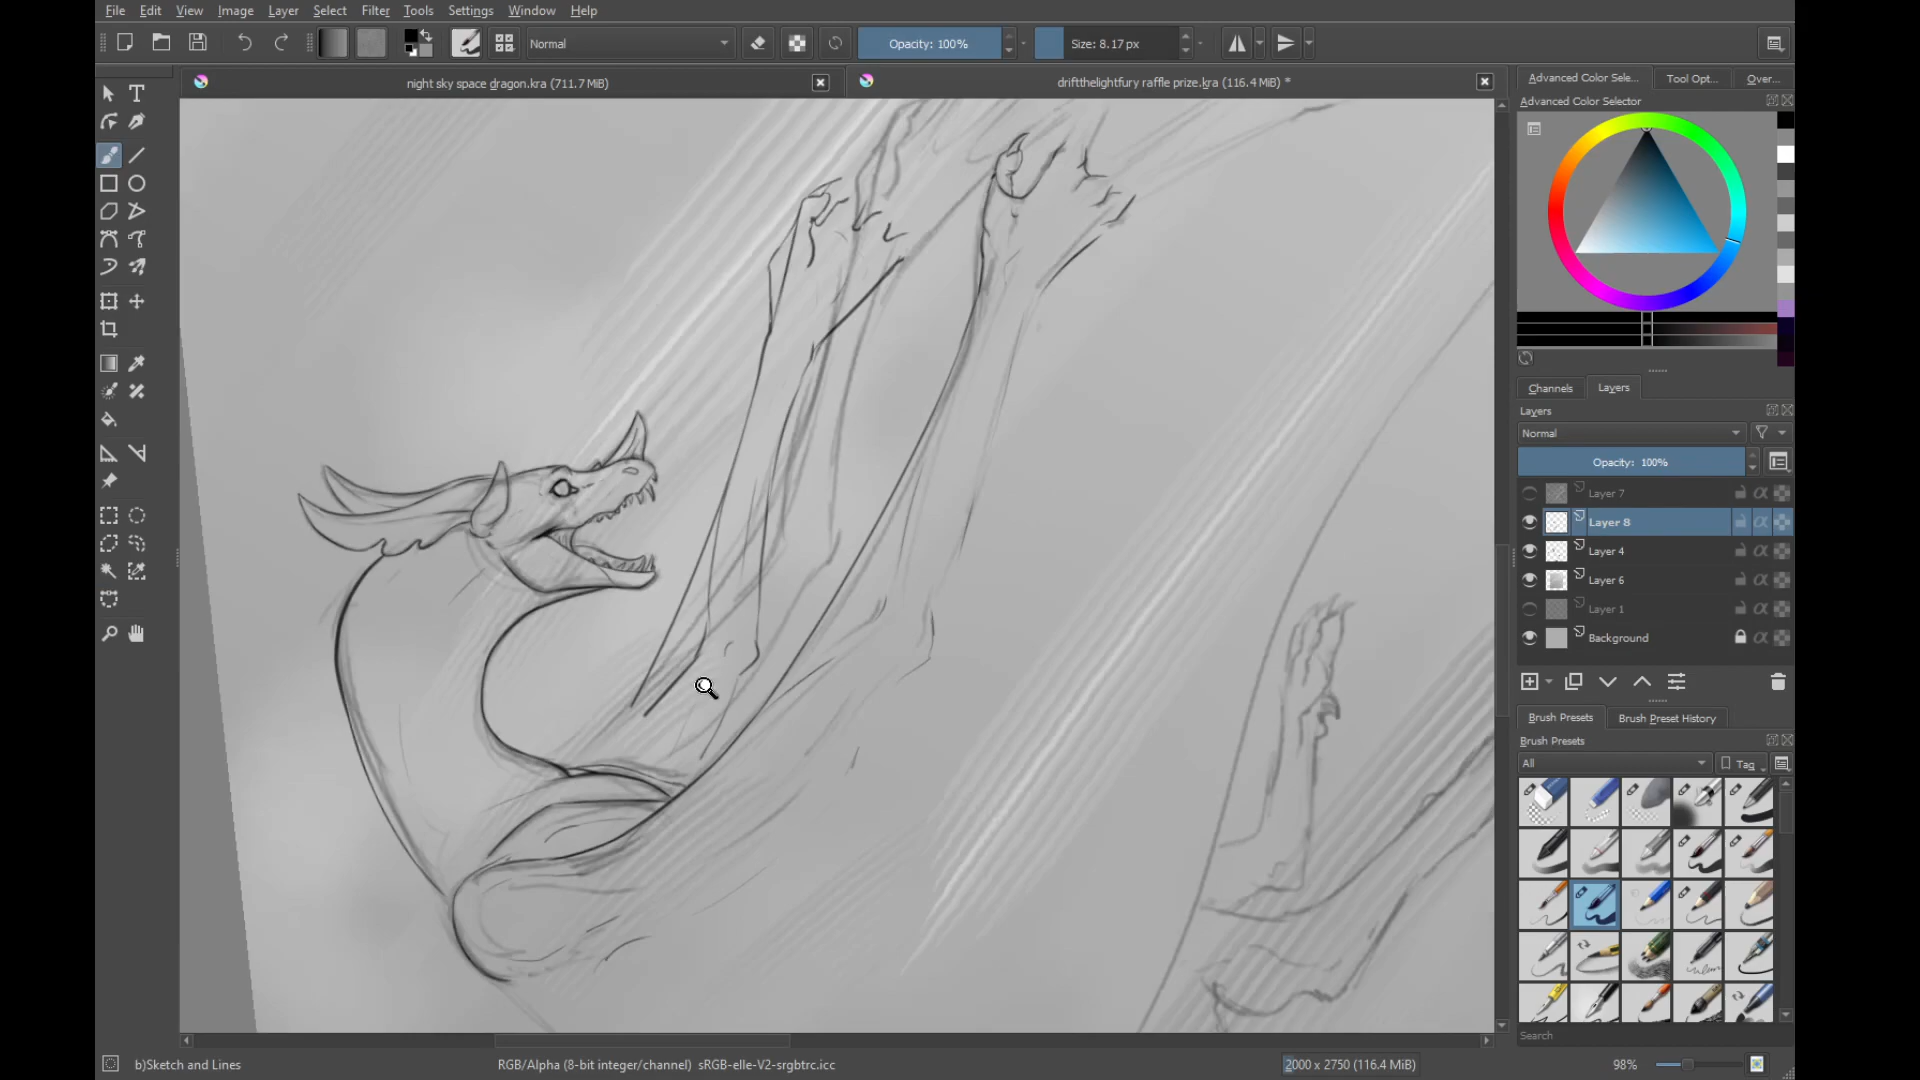 File Edit View Select Filter Tools Settings Window Help
Image Layer
Normal
Opacity: 100%
Size: 8.17 px
night sky space dragon.kra (711.7 MiB)
driftthelightfury raffle prize.kra (116.4 MiB) *
Advanced Color Sele...
Tool Opt...
Over...
Advanced Color Selector
Channels
Layers
Layers
Normal
Opacity: 100%
Layer 7
Layer 8
Layer 4
Layer 6
Layer 1
Background
Brush Presets
Brush Preset History
Brush Presets
All
Tag
Search
b)Sketch and Lines
RGB/Alpha (8-bit integer/channel) sRGB-elle-V2-srgbtrc.icc
2000 x 2750 (116.4 MiB)
98%